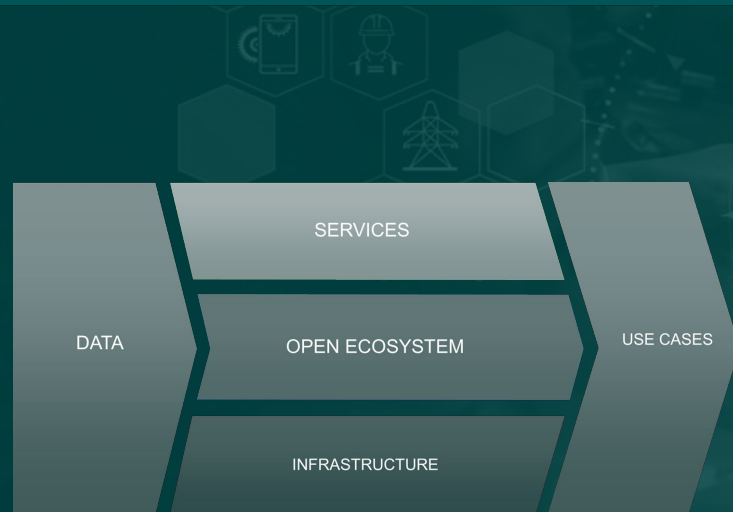 SERVICES
DATA
OPEN ECOSYSTEM
USE CASES
INFRASTRUCTURE